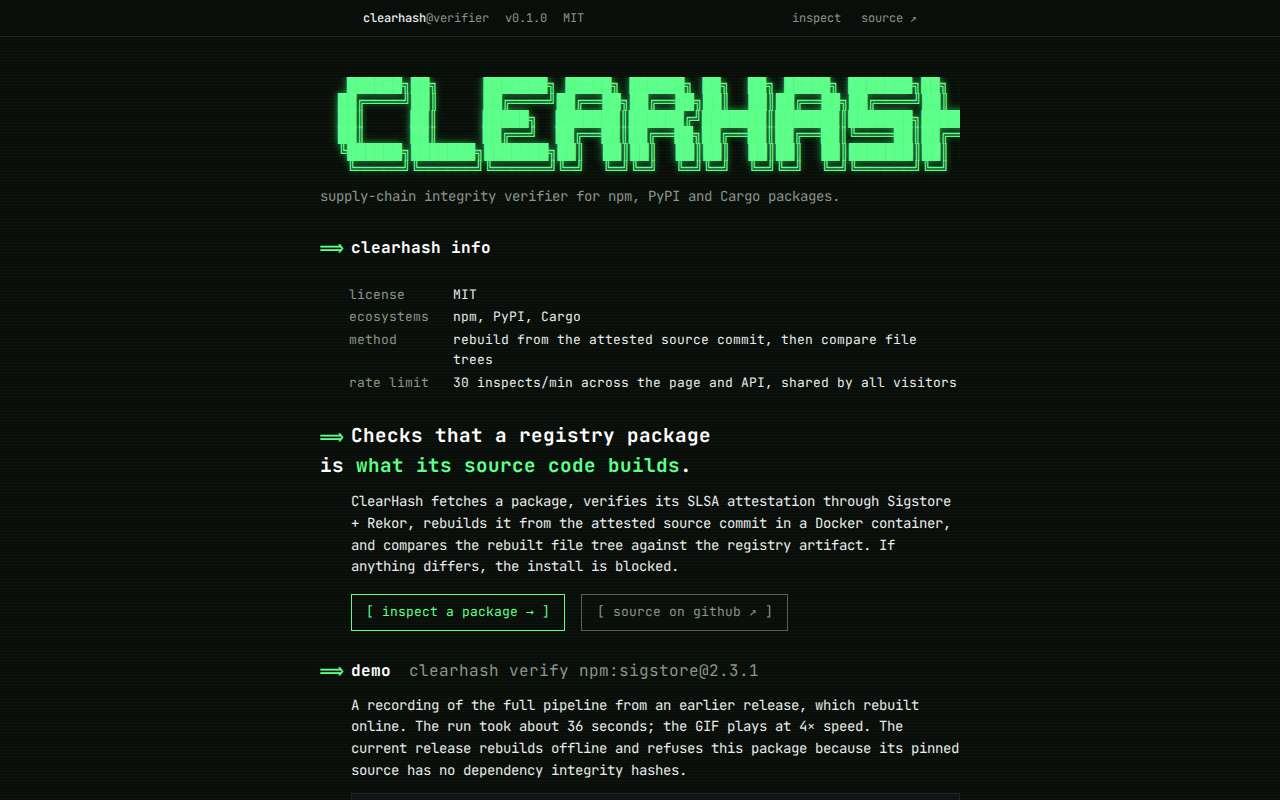 clearhash@verifier v0.1.0 MIT inspect source ↗
CLEARHASH
supply-chain integrity verifier for npm, PyPI and Cargo packages.
==> clearhash info
license MIT
ecosystems npm, PyPI, Cargo
method rebuild from the attested source commit, then compare file
trees
rate limit 30 inspects/min across the page and API, shared by all visitors
==> Checks that a registry package
is what its source code builds.
ClearHash fetches a package, verifies its SLSA attestation through Sigstore
+ Rekor, rebuilds it from the attested source commit in a Docker container,
and compares the rebuilt file tree against the registry artifact. If
anything differs, the install is blocked.
[ inspect a package → ] [ source on github ↗ ]
==> demo clearhash verify npm:sigstore@2.3.1
A recording of the full pipeline from an earlier release, which rebuilt
online. The run took about 36 seconds; the GIF plays at 4× speed. The
current release rebuilds offline and refuses this package because its pinned
source has no dependency integrity hashes.